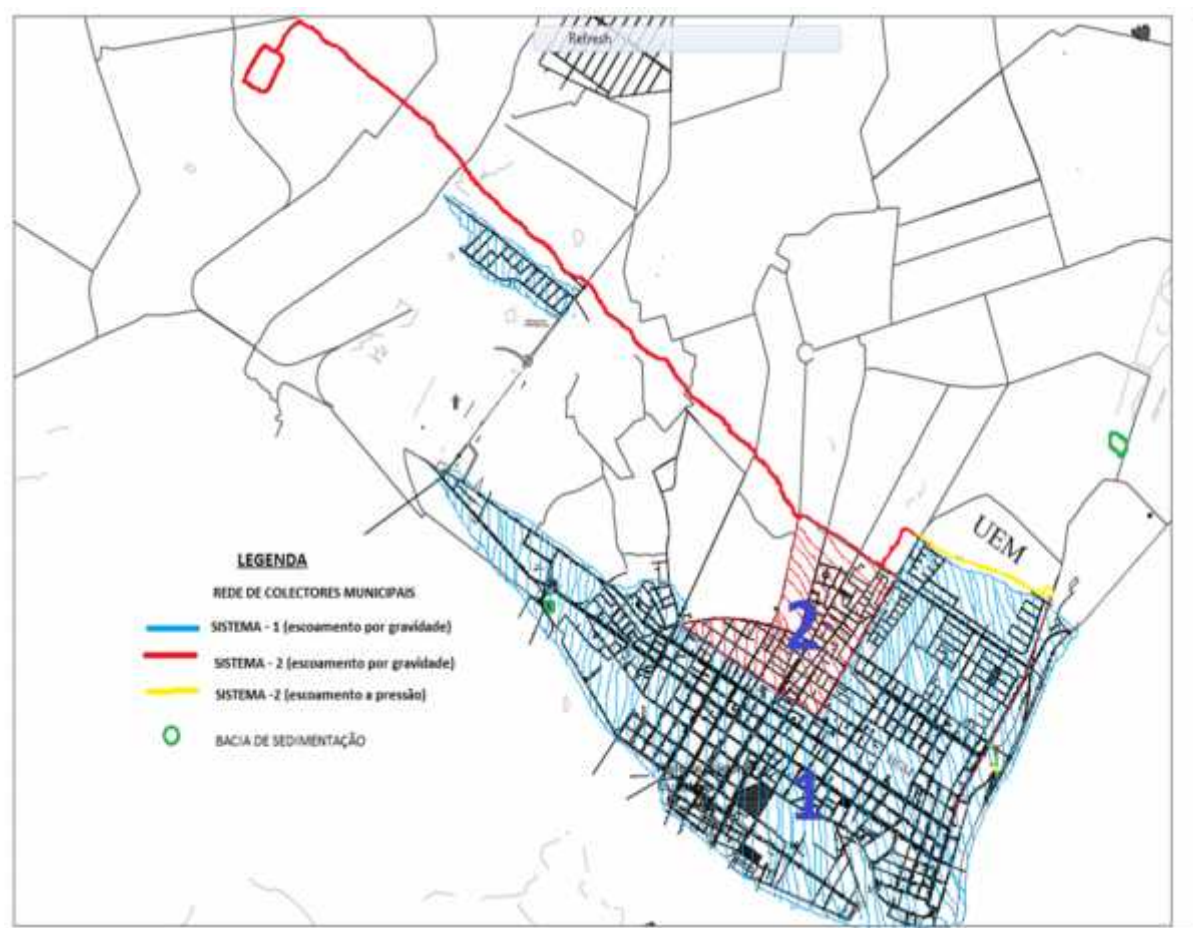 Refresh
UEM
LEGENDA
REDE DE COLECTORES MUNICIPAIS
SISTEMA - 1 (escoamento por gravidade)
SISTEMA - 2 (escoamento por gravidade)
SISTEMA -2 (escoamento a pressão)
BACIA DE SEDIMENTAÇÃO
2
1